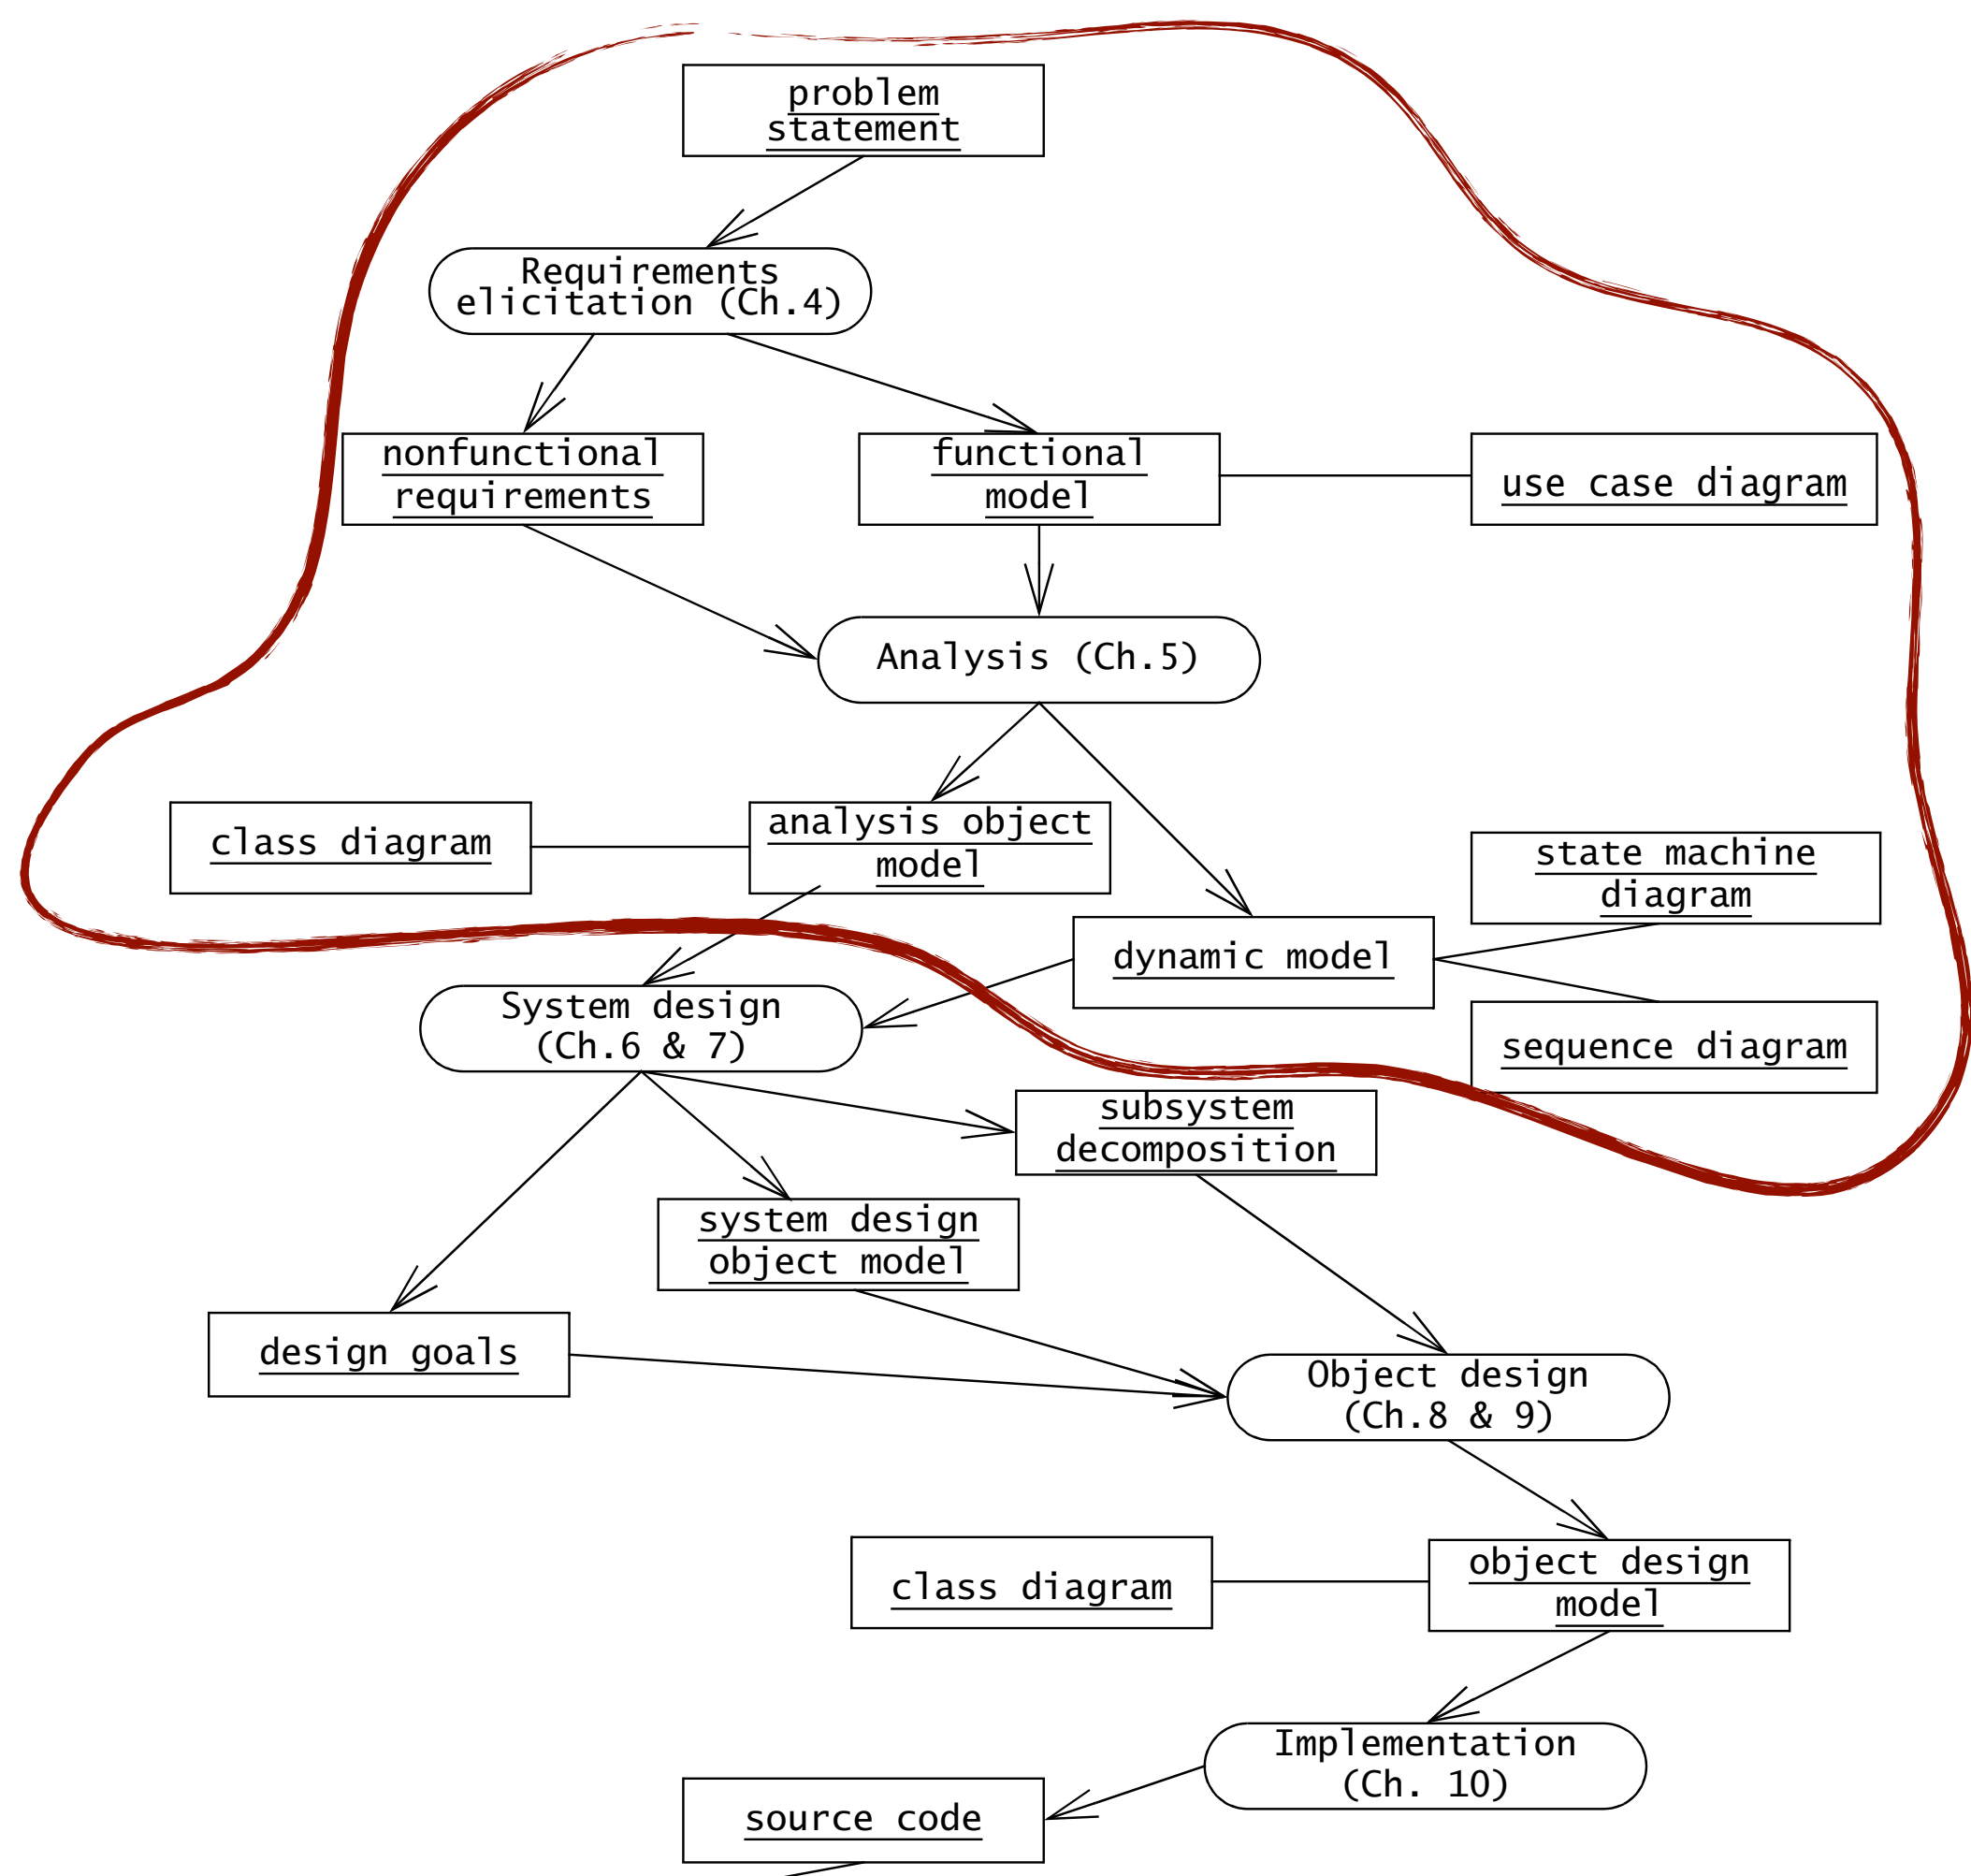 problem
statement
Requirements
elicitation (Ch.4)
nonfunctional
requirements
functional
model
use case diagram
Analysis (Ch.5)
class diagram
analysis object
model
state machine
diagram
dynamic model
System design
(Ch.6 & 7)
sequence diagram
subsystem
decomposition
system design
object model
design goals
Object design
(Ch.8 & 9)
class diagram
object design
model
Implementation
(Ch. 10)
source code